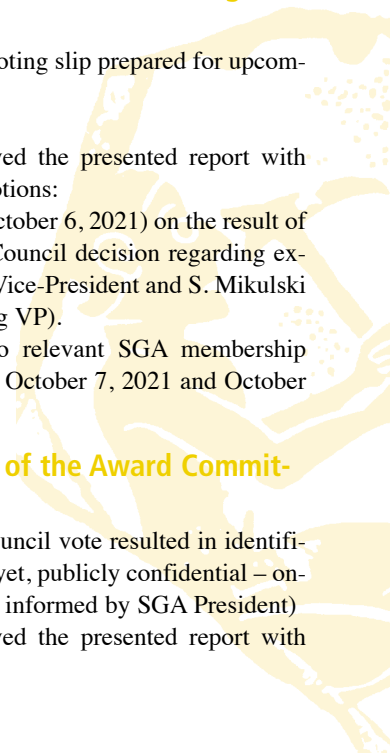 oting slip prepared for upcom-
ed the presented report with
tions:
ctober 6, 2021) on the result of
Council decision regarding ex-
Vice-President and S. Mikulski
g VP).
o relevant SGA membership
October 7, 2021 and October
of the Award Commit-
uncil vote resulted in identifi-
yet, publicly confidential – on-
informed by SGA President)
ved the presented report with